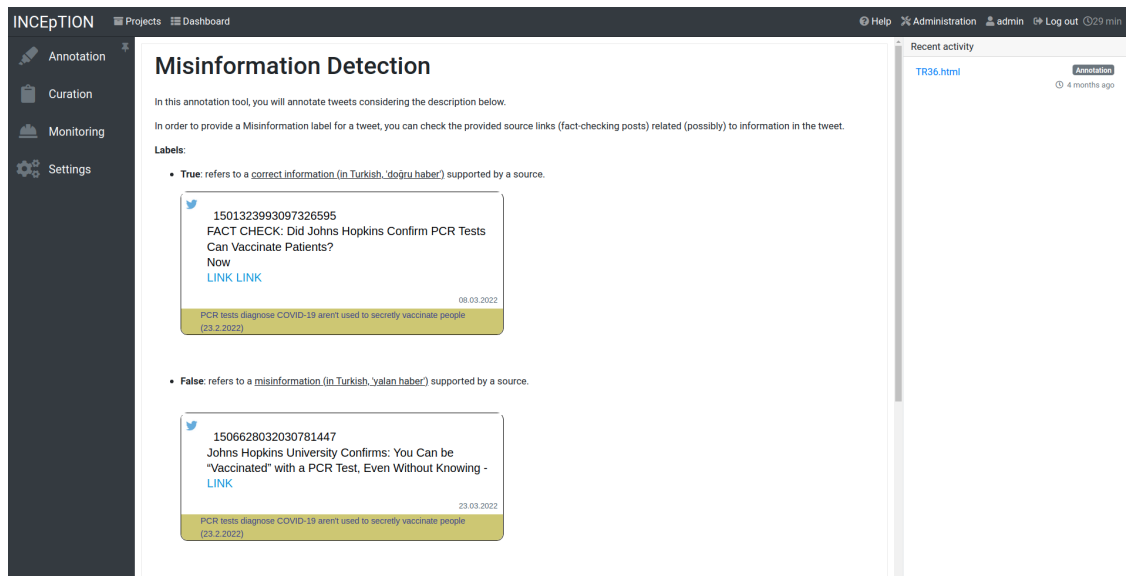 INCEpTION Projects Dashboard Help Administration admin Log out 29 min
Annotation
Curation
Monitoring
Settings
Misinformation Detection
In this annotation tool, you will annotate tweets considering the description below.
In order to provide a Misinformation label for a tweet, you can check the provided source links (fact-checking posts) related (possibly) to information in the tweet.
Labels:
• True: refers to a correct information (in Turkish, 'doğru haber') supported by a source.
1501323993097326595
FACT CHECK: Did Johns Hopkins Confirm PCR Tests
Can Vaccinate Patients?
Now
LINK LINK
08.03.2022
PCR tests diagnose COVID-19 aren't used to secretly vaccinate people
(23.2.2022)
• False: refers to a misinformation (in Turkish, 'yalan haber') supported by a source.
1506628032030781447
Johns Hopkins University Confirms: You Can be
“Vaccinated” with a PCR Test, Even Without Knowing -
LINK
23.03.2022
PCR tests diagnose COVID-19 aren't used to secretly vaccinate people
(23.2.2022)
Recent activity
TR36.html Annotation
4 months ago